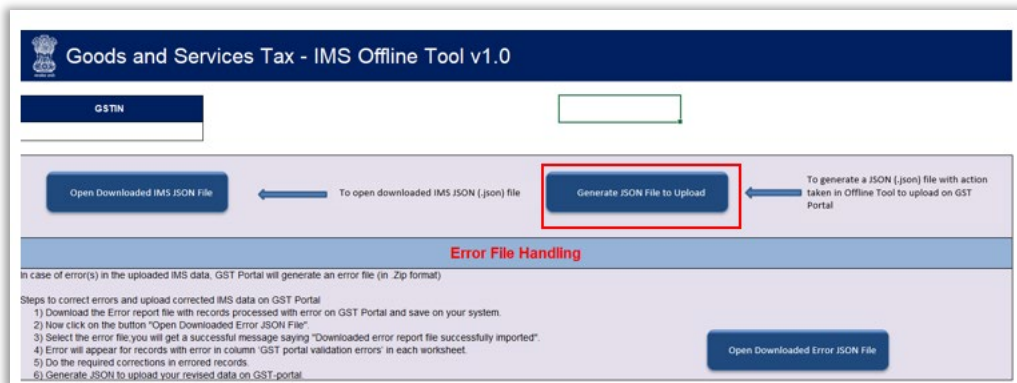 Goods and Services Tax - IMS Offline Tool v1.0
GSTIN
Open Downloaded IMS JSON File
To open downloaded IMS JSON (.json) file
Generate JSON File to Upload
To generate a JSON (.json) file with action
taken in Offline Tool to upload on GST
Portal
Error File Handling
In case of error(s) in the uploaded IMS data, GST Portal will generate an error file (in .Zip format)
Steps to correct errors and upload corrected IMS data on GST Portal
1) Download the Error report file with records processed with error on GST Portal and save on your system.
2) Now click on the button "Open Downloaded Error JSON File".
3) Select the error file,you will get a successful message saying "Downloaded error report file successfully imported".
4) Error will appear for records with error in column 'GST portal validation errors' in each worksheet.
5) Do the required corrections in errored records.
6) Generate JSON to upload your revised data on GST-portal.
Open Downloaded Error JSON File